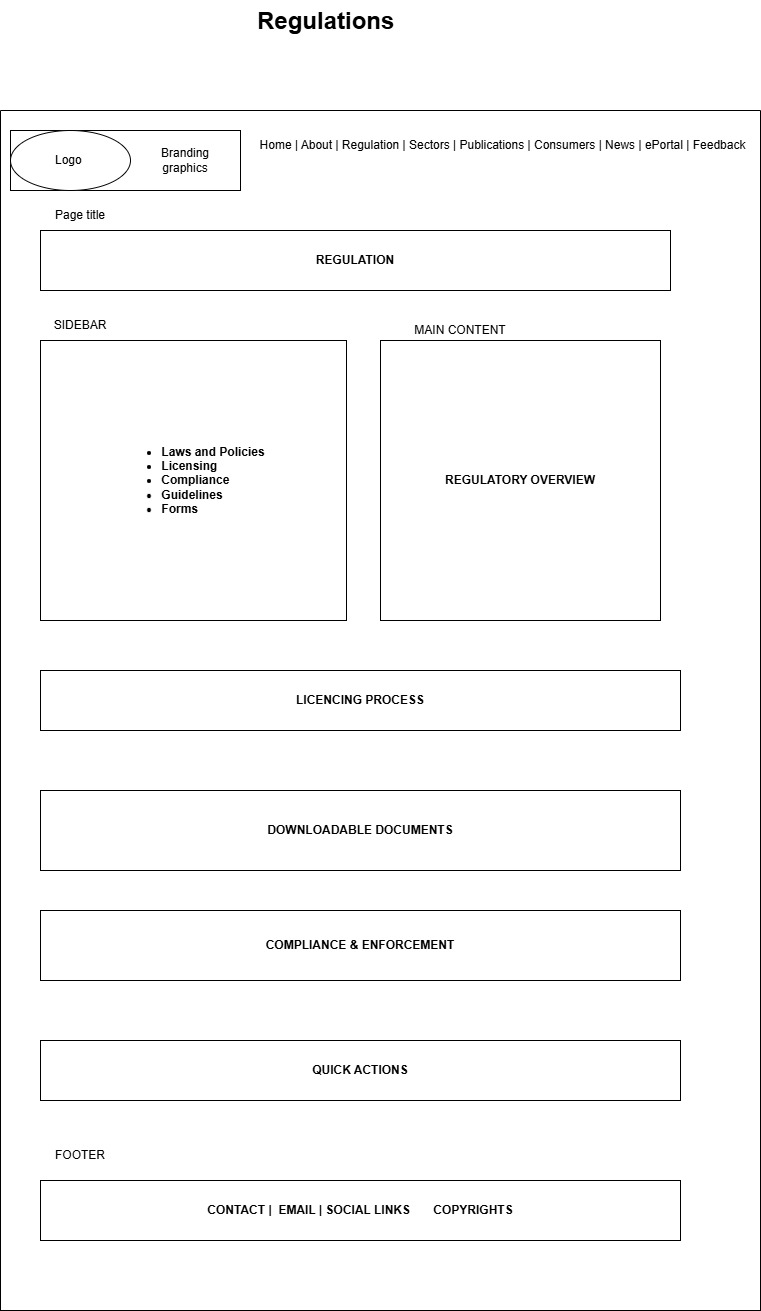 Regulations
Logo
Branding
graphics
Home | About | Regulation | Sectors | Publications | Consumers | News | ePortal | Feedback
Page title
REGULATION
SIDEBAR
MAIN CONTENT
• Laws and Policies
• Licensing
• Compliance
• Guidelines
• Forms
REGULATORY OVERVIEW
LICENCING PROCESS
DOWNLOADABLE DOCUMENTS
COMPLIANCE & ENFORCEMENT
QUICK ACTIONS
FOOTER
CONTACT | EMAIL | SOCIAL LINKS COPYRIGHTS